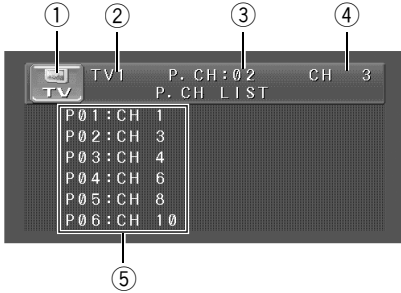 ① ② ③ ④
TV1 P.CH:02 CH 3
TV
P.CH LIST
P01:CH 1
P02:CH 3
P03:CH 4
P04:CH 6
P05:CH 8
P06:CH 10
⑤